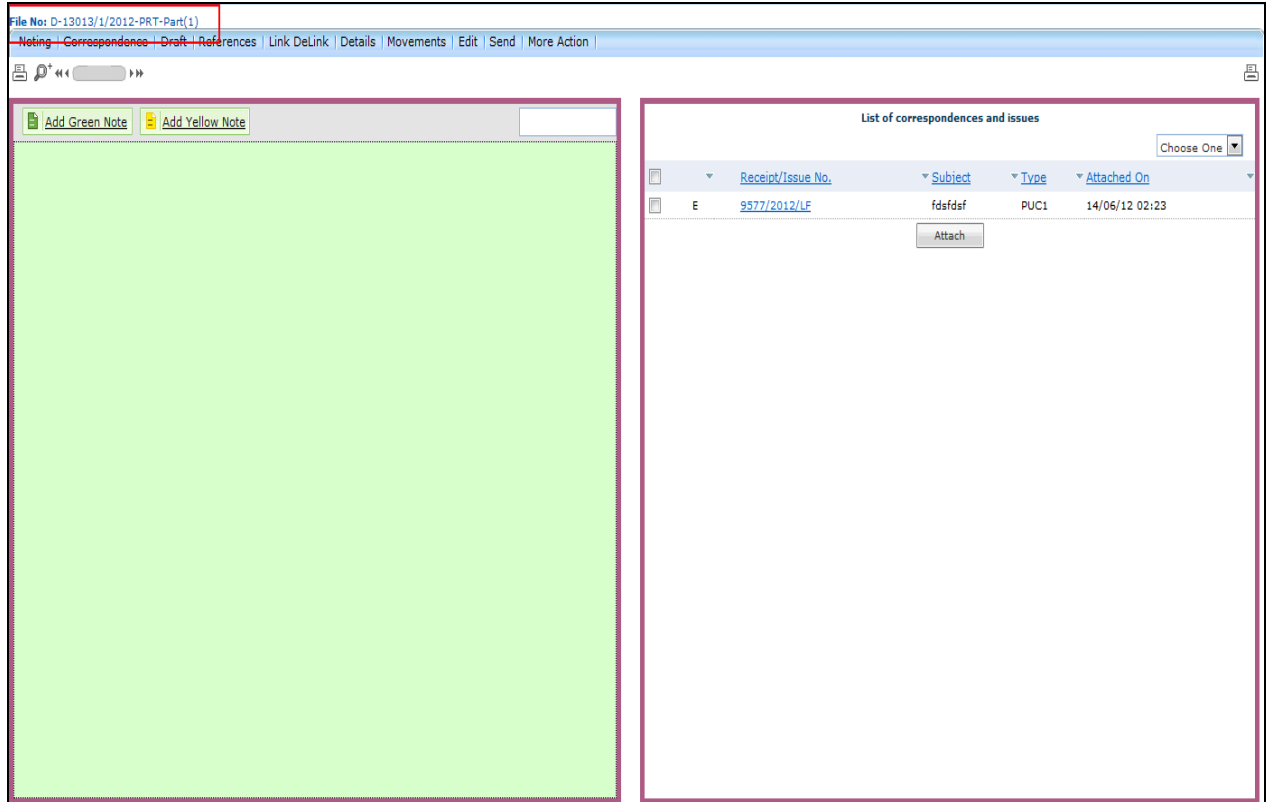 File No: D-13013/1/2012-PRT-Part(1)
Noting | Correspondence | Draft | References | Link DeLink | Details | Movements | Edit | Send | More Action |
Add Green Note Add Yellow Note
List of correspondences and issues
Choose One
Receipt/Issue No. Subject Type Attached On
E 9577/2012/LF fdsfdsf PUC1 14/06/12 02:23
Attach